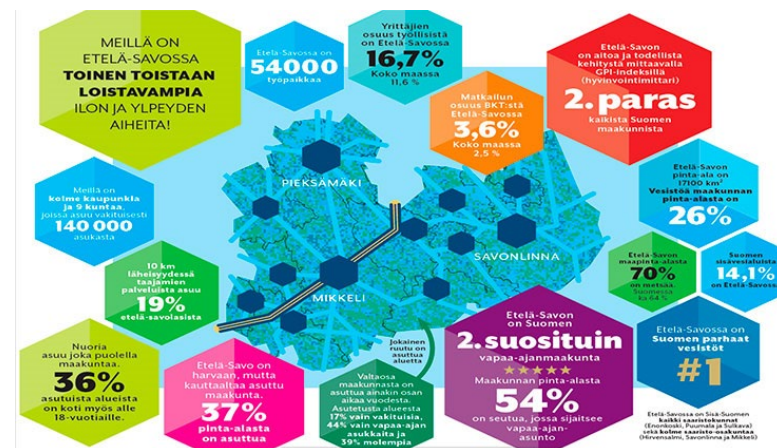 MEILLÄ ON
ETELÄ-SAVOSSA
TOINEN TOISTAAN
LOISTAVAMPIA
ILON JA YLPEYDEN
AIHEITA!
Etelä-Savossa on
54000
työpaikkaa
Yrittäjien
osuus työllisistä
on Etelä-Savossa
16,7%
Koko maassa
11,6 %
Matkailun
osuus BKT:stä
Etelä-Savossa
3,6%
Koko maassa
2,5 %
Etelä-Savon
on aitoa ja todellista
kehitystä mittaavalla
GPI-indeksillä
(hyvinvointimittari)
2. paras
kaikista Suomen
maakunnista
Meillä on
kolme kaupunkia
ja 9 kuntaa,
joissa asuu vakituisesti
140 000
asukasta
PIEKSÄMÄKI
SAVONLINNA
MIKKELI
Etelä-Savon
pinta-ala on
17100 km²
Vesistöä maakunnan
pinta-alasta on
26%
10 km
läheisyydessä
taajamien
palveluista asuu
19%
etelä-savolaisista
Etelä-Savon
maapinta-alasta
70%
on metsää.
Suomessa
ka 64 %
Suomen
sisävesialuista
14,1%
on Etelä-Savossa
Nuoria
asuu joka puolella
maakuntaa.
36%
asutuista alueista
on koti myös alle
18-vuotiaille.
Etelä-Savo on
harvaan, mutta
kauttaaltaan asuttu
maakunta.
37%
pinta-alasta
on asuttua
Jokainen
ruutu on
asuttua
aluetta
Valtaosa
maakunnasta on
asuttua ainakin osan
aikaa vuodesta.
Asutetusta alueesta
17% vain vakituisia,
44% vain vapaa-ajan
asukkaita ja
39% molempia
Etelä-Savon
on Suomen
2. suosituin
vapaa-ajanmaakunta
Maakunnan pinta-alasta
54%
on seutua, jossa sijaitsee
vapaa-ajan-
asunto
Etelä-Savossa on
Suomen parhaat
vesistöt
#1
Etelä-Savossa on Sisä-Suomen
kaikki saaristokunnat
(Enonkoski, Puumala ja Sulkava)
sekä kolme saaristo-osakuntaa
(Hirvensalmi, Savonlinna ja Mikkeli)